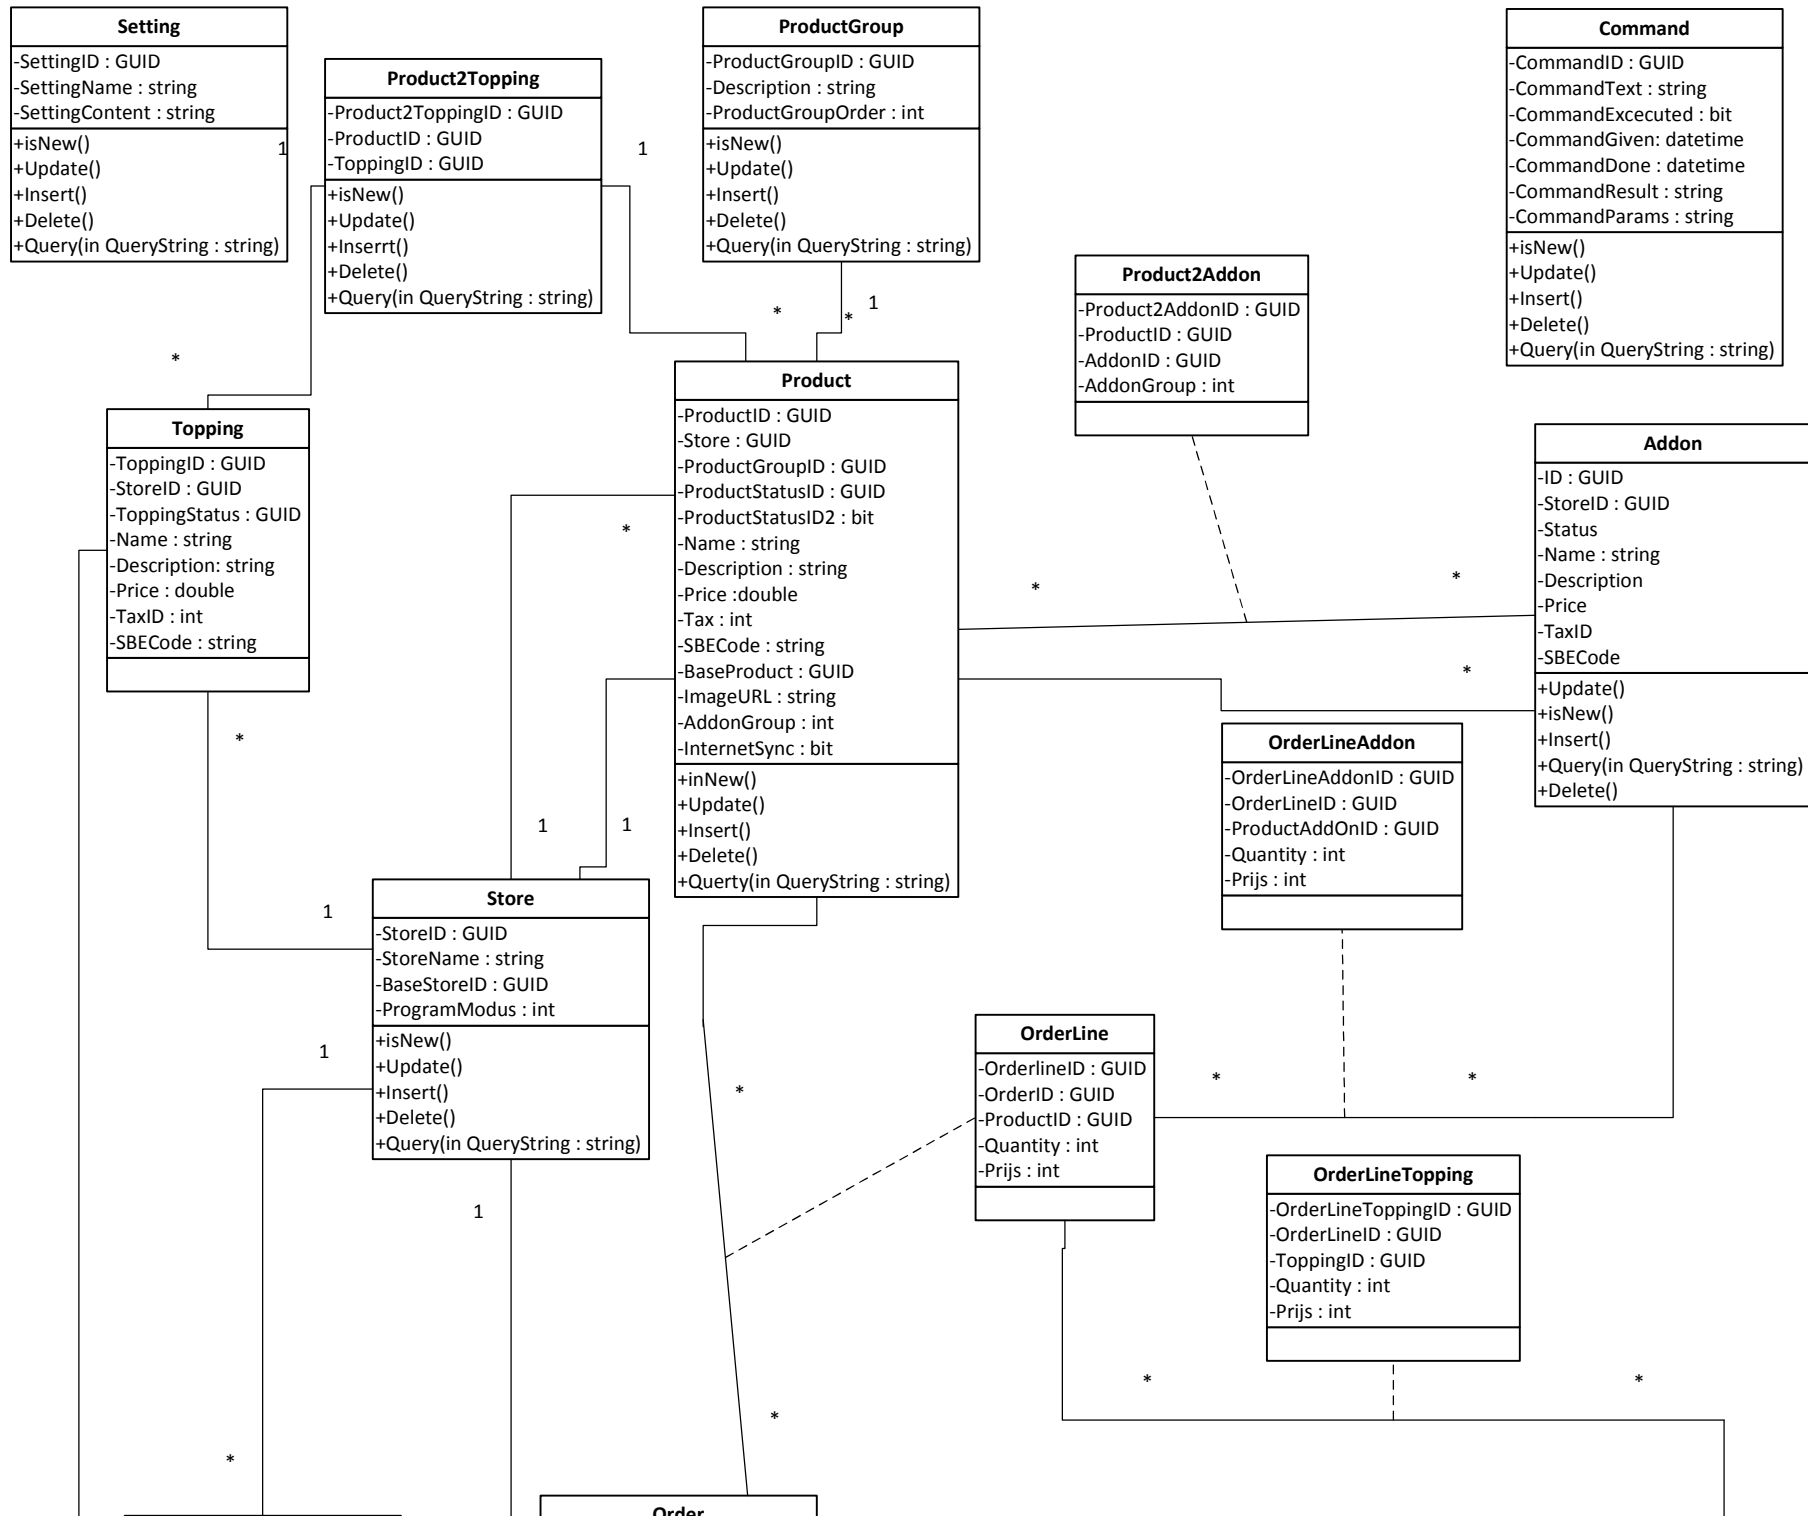 Setting
-SettingID : GUID
-SettingName : string
-SettingContent : string
+isNew()
+Update()
+Insert()
+Delete()
+Query(in QueryString : string)
1
Product2Topping
-Product2ToppingID : GUID
-ProductID : GUID
-ToppingID : GUID
+isNew()
+Update()
+Inserrt()
+Delete()
+Query(in QueryString : string)
1
ProductGroup
-ProductGroupID : GUID
-Description : string
-ProductGroupOrder : int
+isNew()
+Update()
+Insert()
+Delete()
+Query(in QueryString : string)
*
*
1
Command
-CommandID : GUID
-CommandText : string
-CommandExcecuted : bit
-CommandGiven: datetime
-CommandDone : datetime
-CommandResult : string
-CommandParams : string
+isNew()
+Update()
+Insert()
+Delete()
+Query(in QueryString : string)
Product2Addon
-Product2AddonID : GUID
-ProductID : GUID
-AddonID : GUID
-AddonGroup : int
*
Topping
-ToppingID : GUID
-StoreID : GUID
-ToppingStatus : GUID
-Name : string
-Description: string
-Price : double
-TaxID : int
-SBECode : string
*
Product
-ProductID : GUID
-Store : GUID
-ProductGroupID : GUID
-ProductStatusID : GUID
-ProductStatusID2 : bit
-Name : string
-Description : string
-Price :double
-Tax : int
-SBECode : string
-BaseProduct : GUID
-ImageURL : string
-AddonGroup : int
-InternetSync : bit
+inNew()
+Update()
+Insert()
+Delete()
+Querty(in QueryString : string)
*
1
1
*
*
*
Addon
-ID : GUID
-StoreID : GUID
-Status
-Name : string
-Description
-Price
-TaxID
-SBECode
+Update()
+isNew()
+Insert()
+Query(in QueryString : string)
+Delete()
OrderLineAddon
-OrderLineAddonID : GUID
-OrderLineID : GUID
-ProductAddOnID : GUID
-Quantity : int
-Prijs : int
Store
-StoreID : GUID
-StoreName : string
-BaseStoreID : GUID
-ProgramModus : int
+isNew()
+Update()
+Insert()
+Delete()
+Query(in QueryString : string)
1
1
1
*
OrderLine
-OrderlineID : GUID
-OrderID : GUID
-ProductID : GUID
-Quantity : int
-Prijs : int
*
*
OrderLineTopping
-OrderLineToppingID : GUID
-OrderLineID : GUID
-ToppingID : GUID
-Quantity : int
-Prijs : int
*
*
*
*
Order